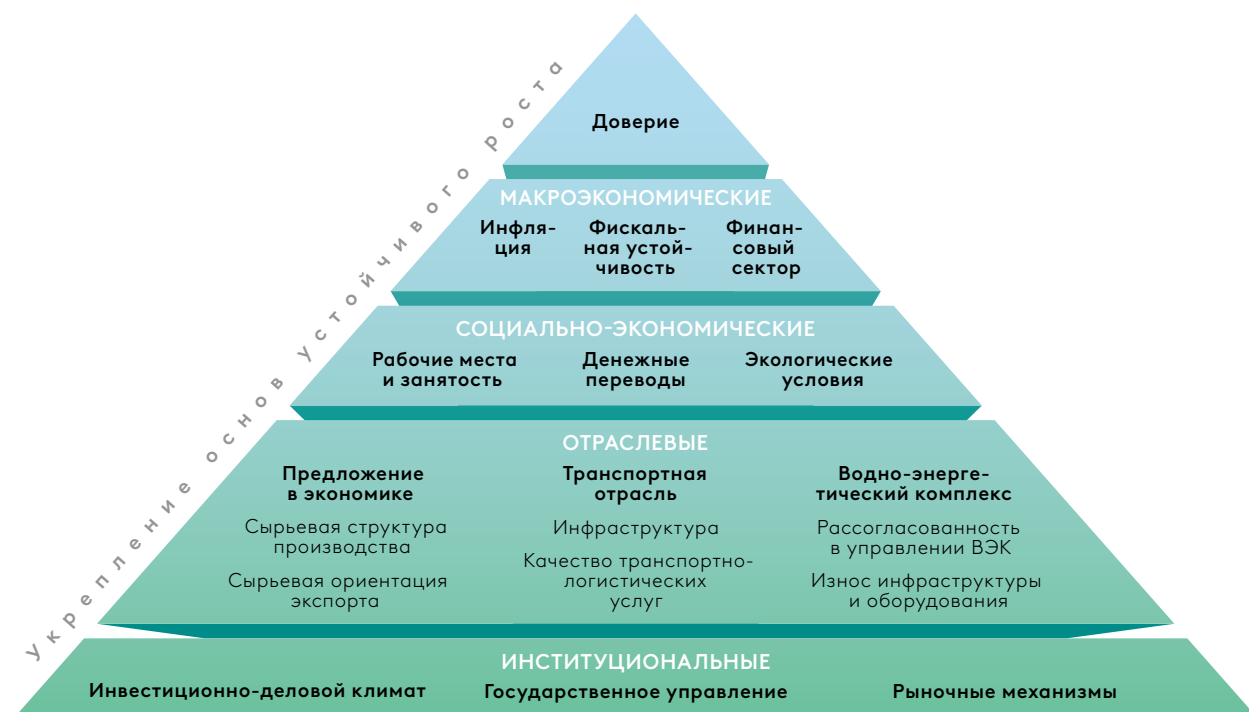 Укрепление основ устойчивого роста
Доверие
МАКРОЭКОНОМИЧЕСКИЕ
Инфля-
ция
Фискаль-
ная устой-
чивость
Финан-
совый
сектор
СОЦИАЛЬНО-ЭКОНОМИЧЕСКИЕ
Рабочие места
и занятость
Денежные
переводы
Экологические
условия
ОТРАСЛЕВЫЕ
Предложение
в экономике
Сырьевая структура
производства
Сырьевая ориентация
экспорта
Транспортная
отрасль
Инфраструктура
Качество транспортно-
логистических
услуг
Водно-энерге-
тический комплекс
Рассогласованность
в управлении ВЭК
Износ инфраструктуры
и оборудования
ИНСТИТУЦИОНАЛЬНЫЕ
Инвестиционно-деловой климат
Государственное управление
Рыночные механизмы